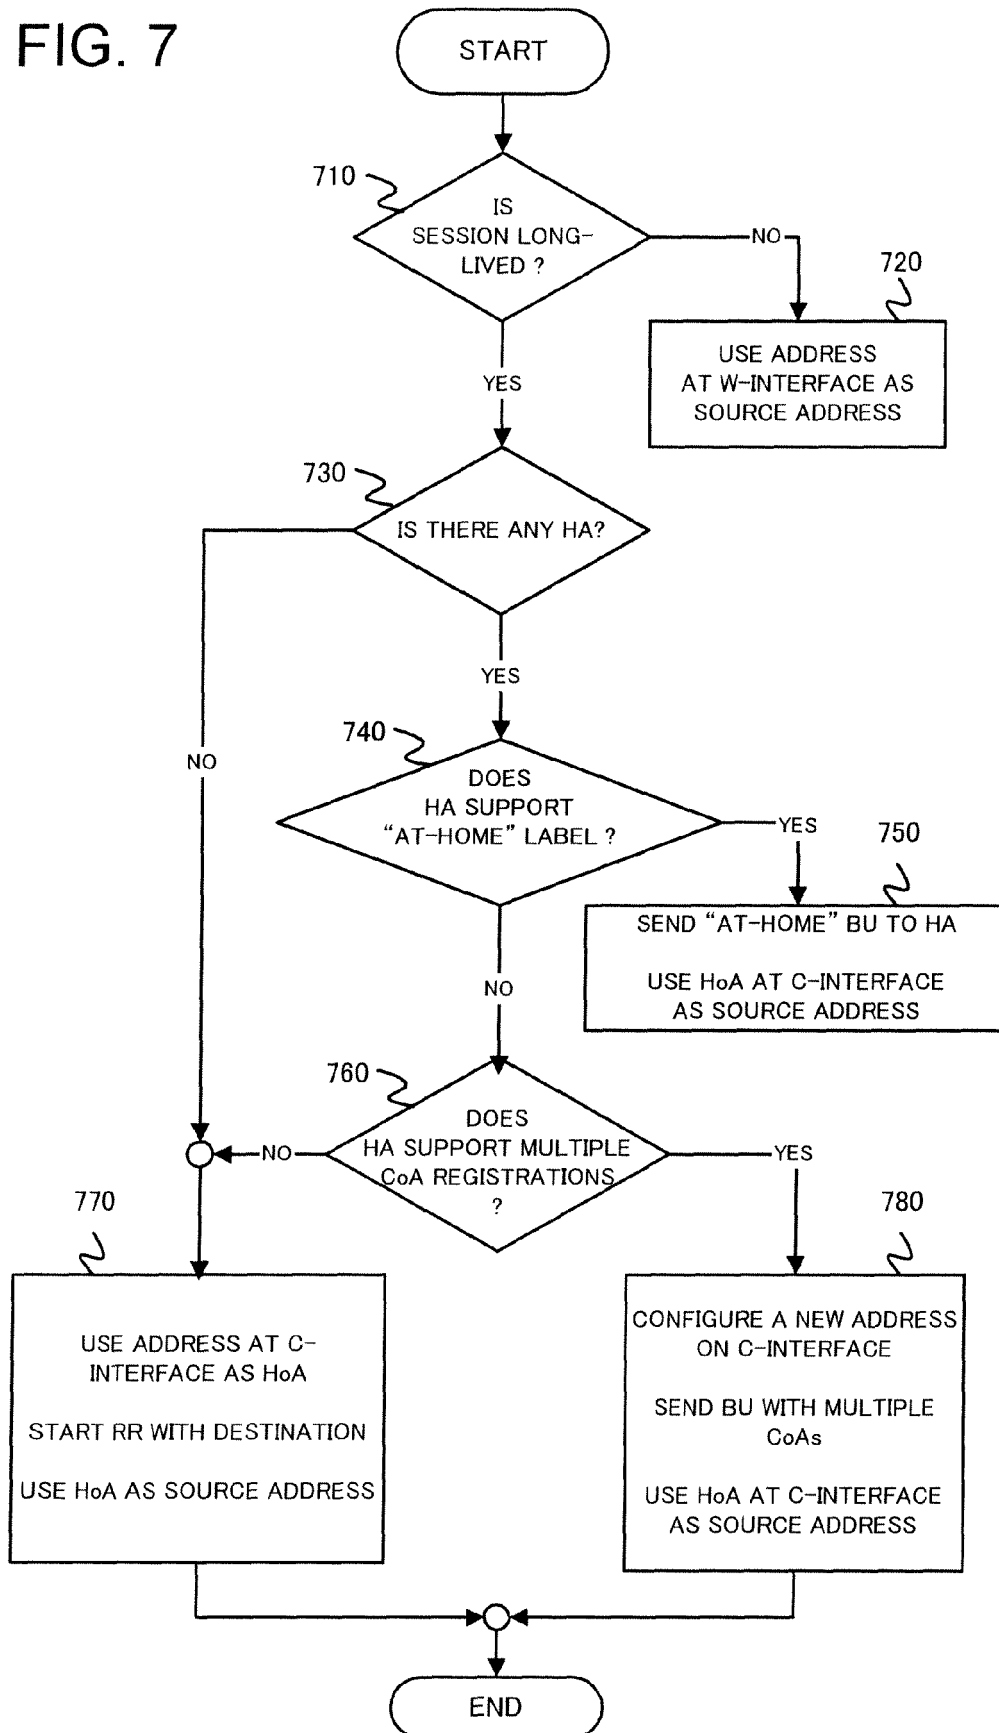 FIG. 7
START
710
IS
SESSION LONG-
LIVED ?
NO
720
USE ADDRESS
AT W-INTERFACE AS
SOURCE ADDRESS
YES
730
IS THERE ANY HA?
YES
NO
740
DOES
HA SUPPORT
“AT-HOME” LABEL ?
YES
750
SEND “AT-HOME” BU TO HA
USE HoA AT C-INTERFACE
AS SOURCE ADDRESS
NO
760
DOES
HA SUPPORT MULTIPLE
CoA REGISTRATIONS
?
NO
YES
770
USE ADDRESS AT C-
INTERFACE AS HoA
START RR WITH DESTINATION
USE HoA AS SOURCE ADDRESS
780
CONFIGURE A NEW ADDRESS
ON C-INTERFACE
SEND BU WITH MULTIPLE
CoAs
USE HoA AT C-INTERFACE
AS SOURCE ADDRESS
END